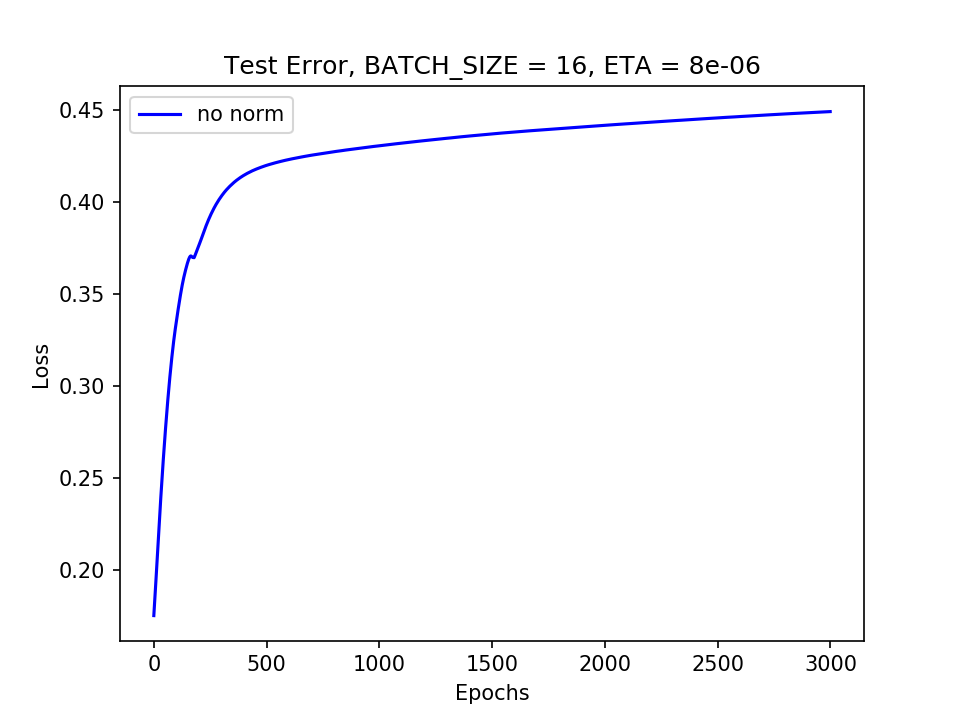 Test Error, BATCH_SIZE = 16, ETA = 8e-06
no norm
0.45
0.40
0.35
0.30
0.25
0.20
Loss
0 500 1000 1500 2000 2500 3000
Epochs